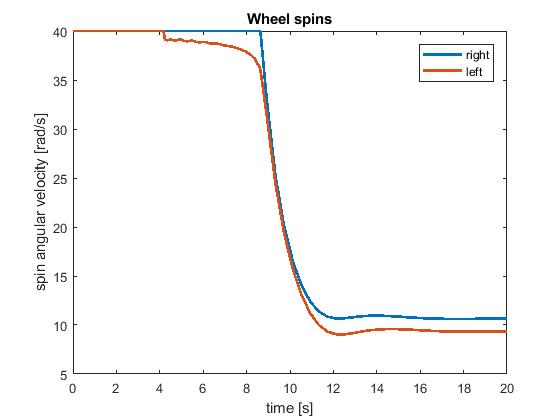 Wheel spins
40
35
30
25
20
15
10
5
spin angular velocity [rad/s]
right
left
0 2 4 6 8 10 12 14 16 18 20
time [s]